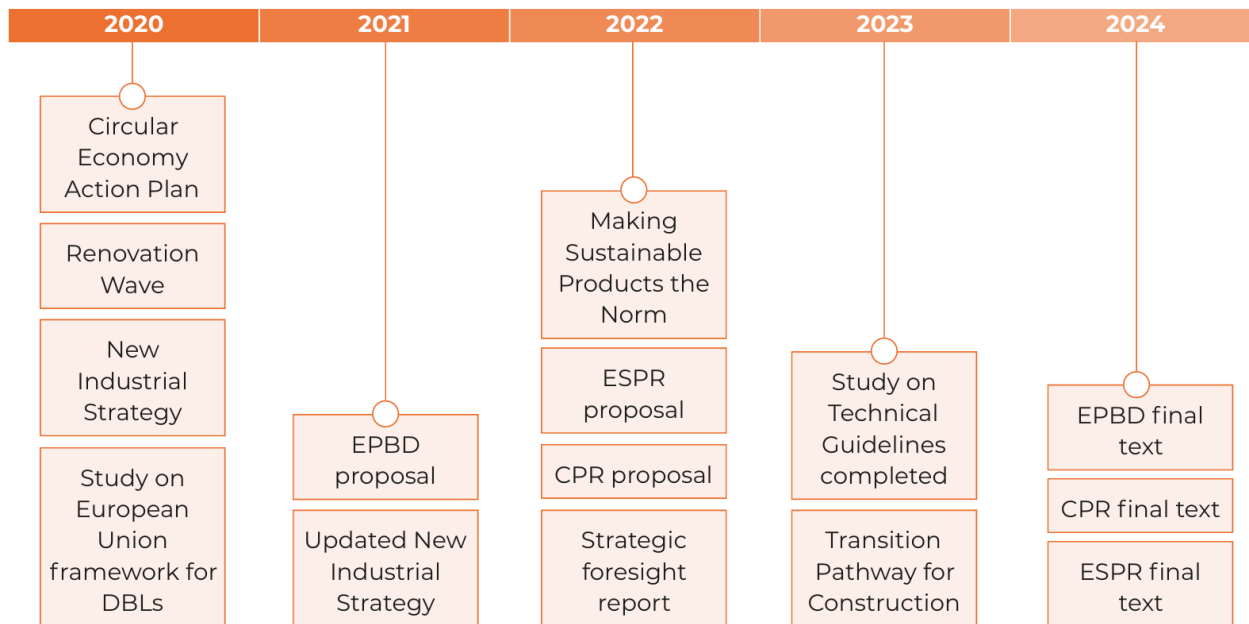 2020
2021
2022
2023
2024
Circular
Economy
Action Plan
Renovation
Wave
New
Industrial
Strategy
Study on
European
Union
framework for
DBLs
EPBD
proposal
Updated New
Industrial
Strategy
Making
Sustainable
Products the
Norm
ESPR
proposal
CPR proposal
Strategic
foresight
report
Study on
Technical
Guidelines
completed
Transition
Pathway for
Construction
EPBD final
text
CPR final text
ESPR final
text